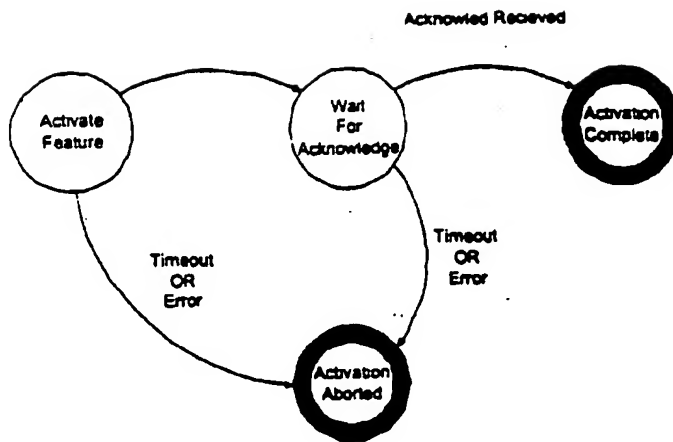 Acknowled Recieved
Activate
Feature
Wait
For
Acknowledge
Activation
Complete
Timeout
OR
Error
Timeout
OR
Error
Activation
Aborted